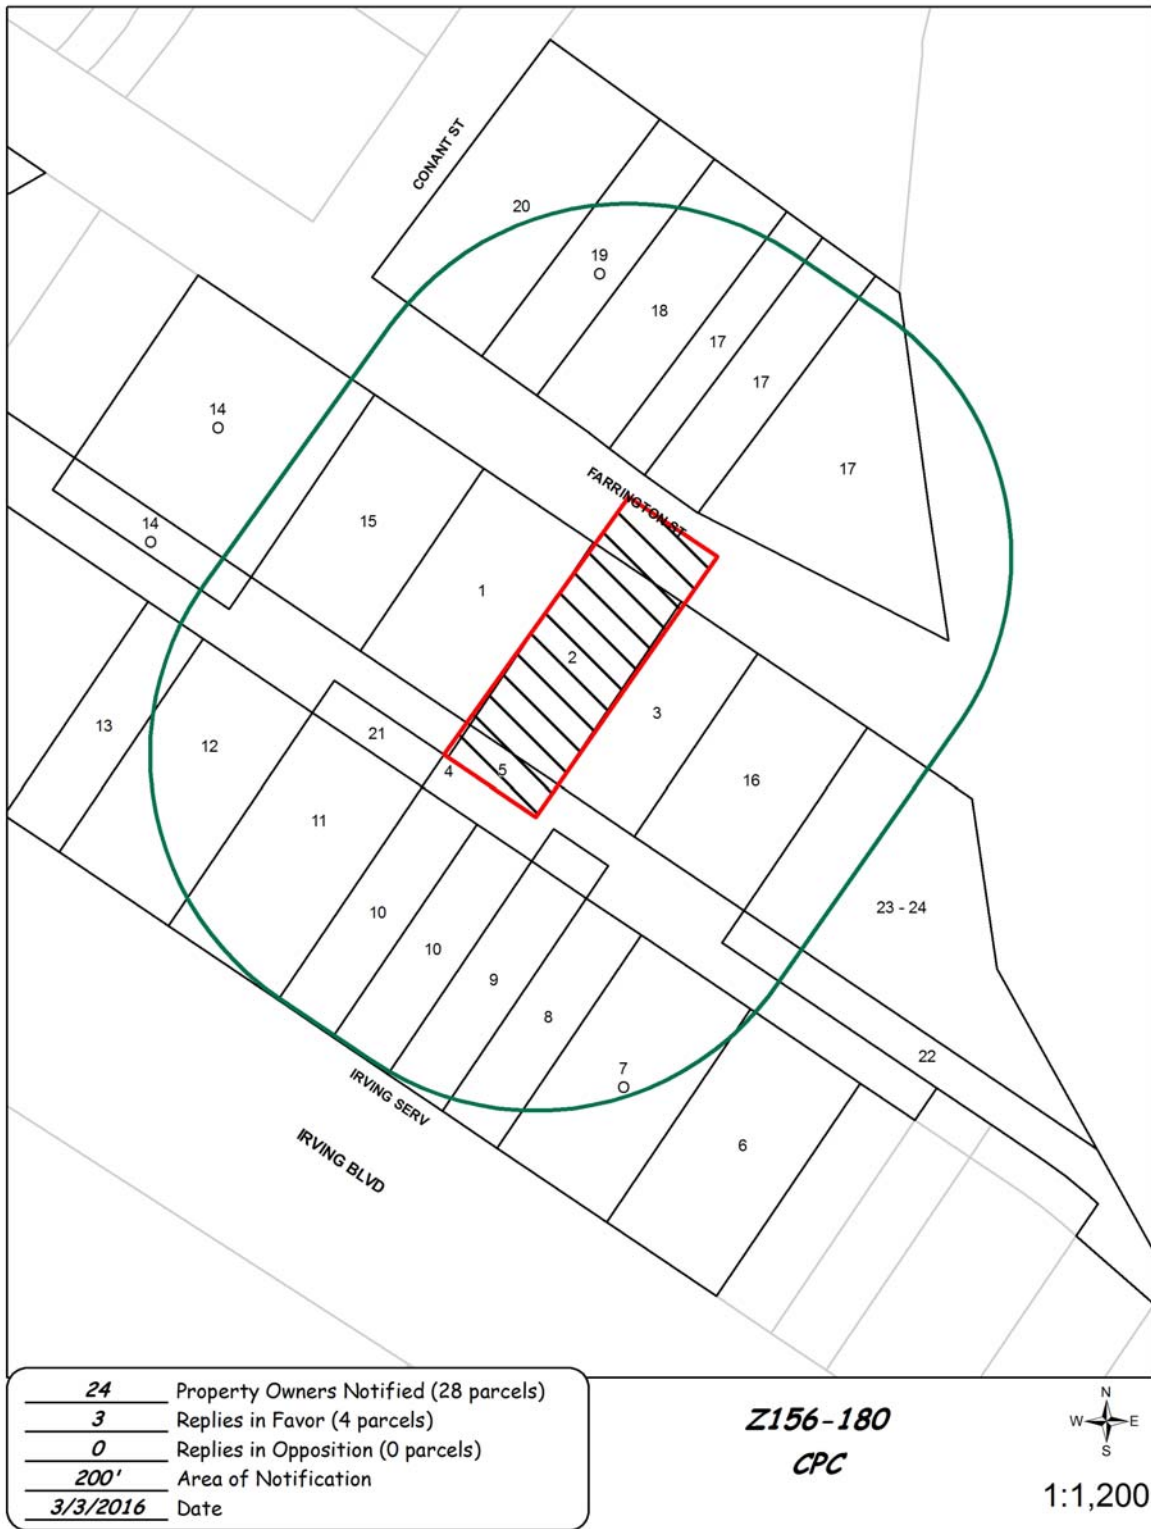 CONANT ST
20
19
18
17
17
14
17
FARRINGTON ST
15
14
1
2
3
13
12
21
4
5
16
11
23 - 24
10
10
9
8
22
7
IRVING SERV
6
IRVING BLVD
24 Property Owners Notified (28 parcels)
3 Replies in Favor (4 parcels)
0 Replies in Opposition (0 parcels)
200' Area of Notification
3/3/2016 Date
Z156-180
CPC
N
W E
S
1:1,200